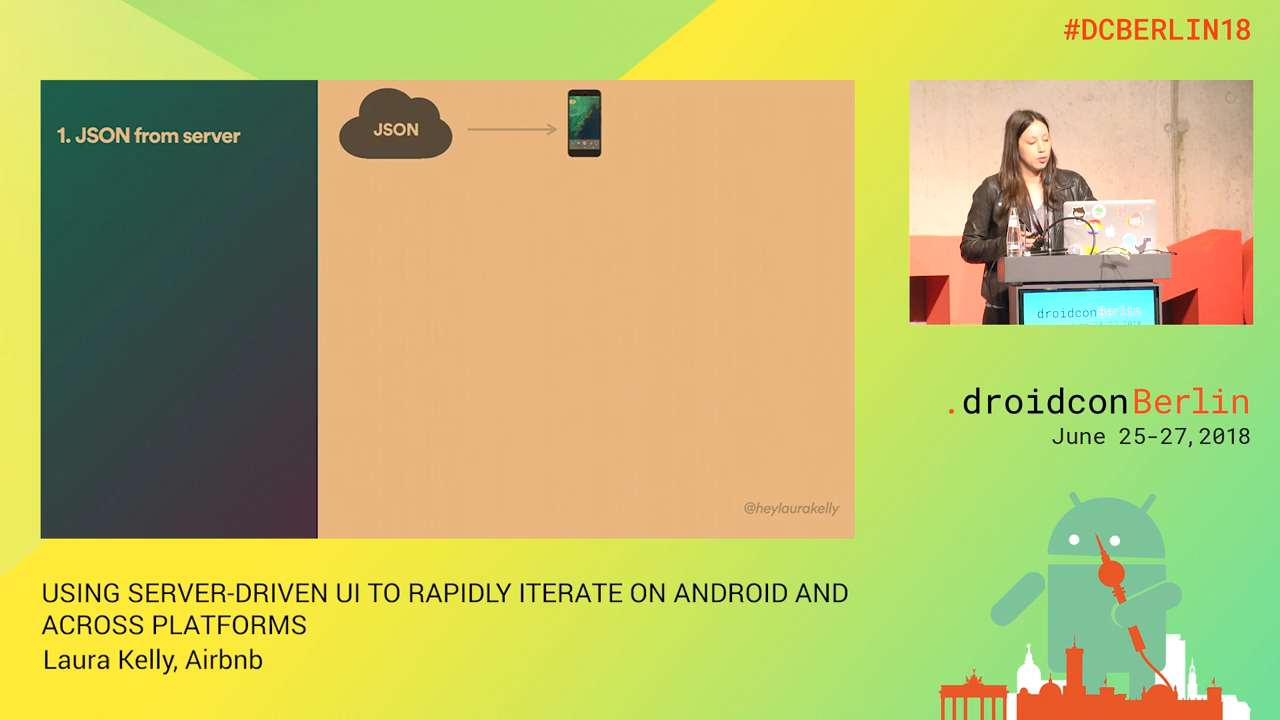 #DCBERLIN18
1. JSON from server
JSON
@heylaurakelly
droidconBerlin
.droidconBerlin
June 25-27, 2018
USING SERVER-DRIVEN UI TO RAPIDLY ITERATE ON ANDROID AND
ACROSS PLATFORMS
Laura Kelly, Airbnb